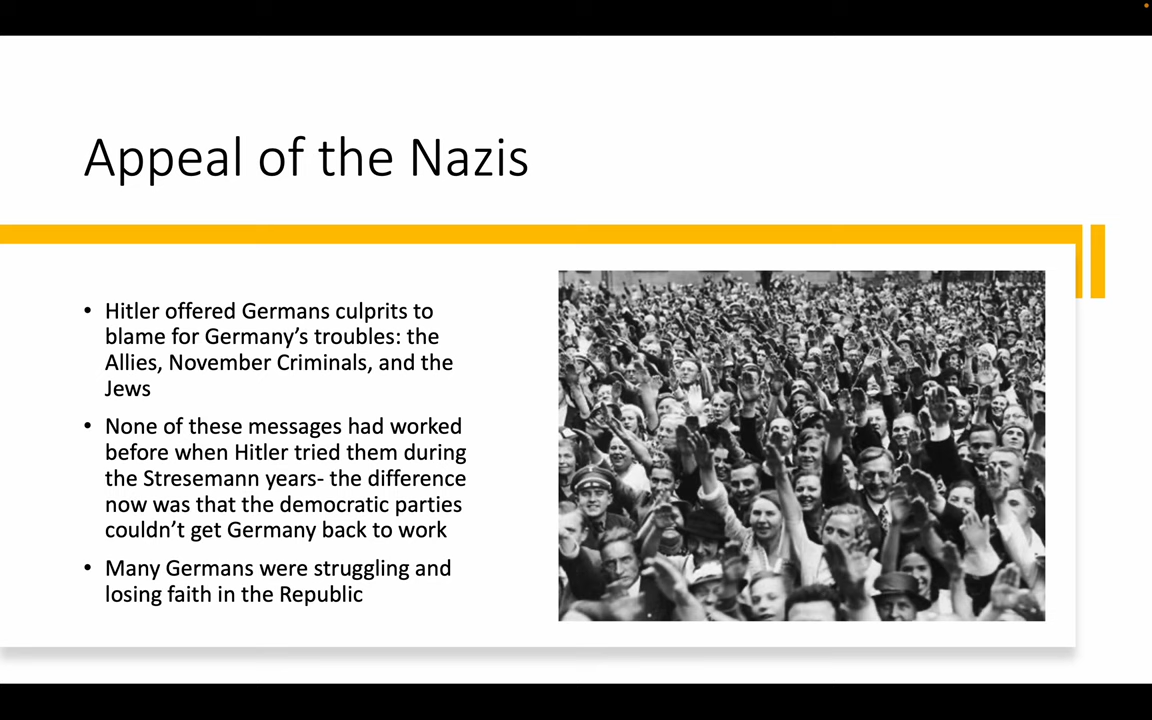 Appeal of the Nazis
• Hitler offered Germans culprits to
blame for Germany’s troubles: the
Allies, November Criminals, and the
Jews
• None of these messages had worked
before when Hitler tried them during
the Stresemann years- the difference
now was that the democratic parties
couldn’t get Germany back to work
• Many Germans were struggling and
losing faith in the Republic